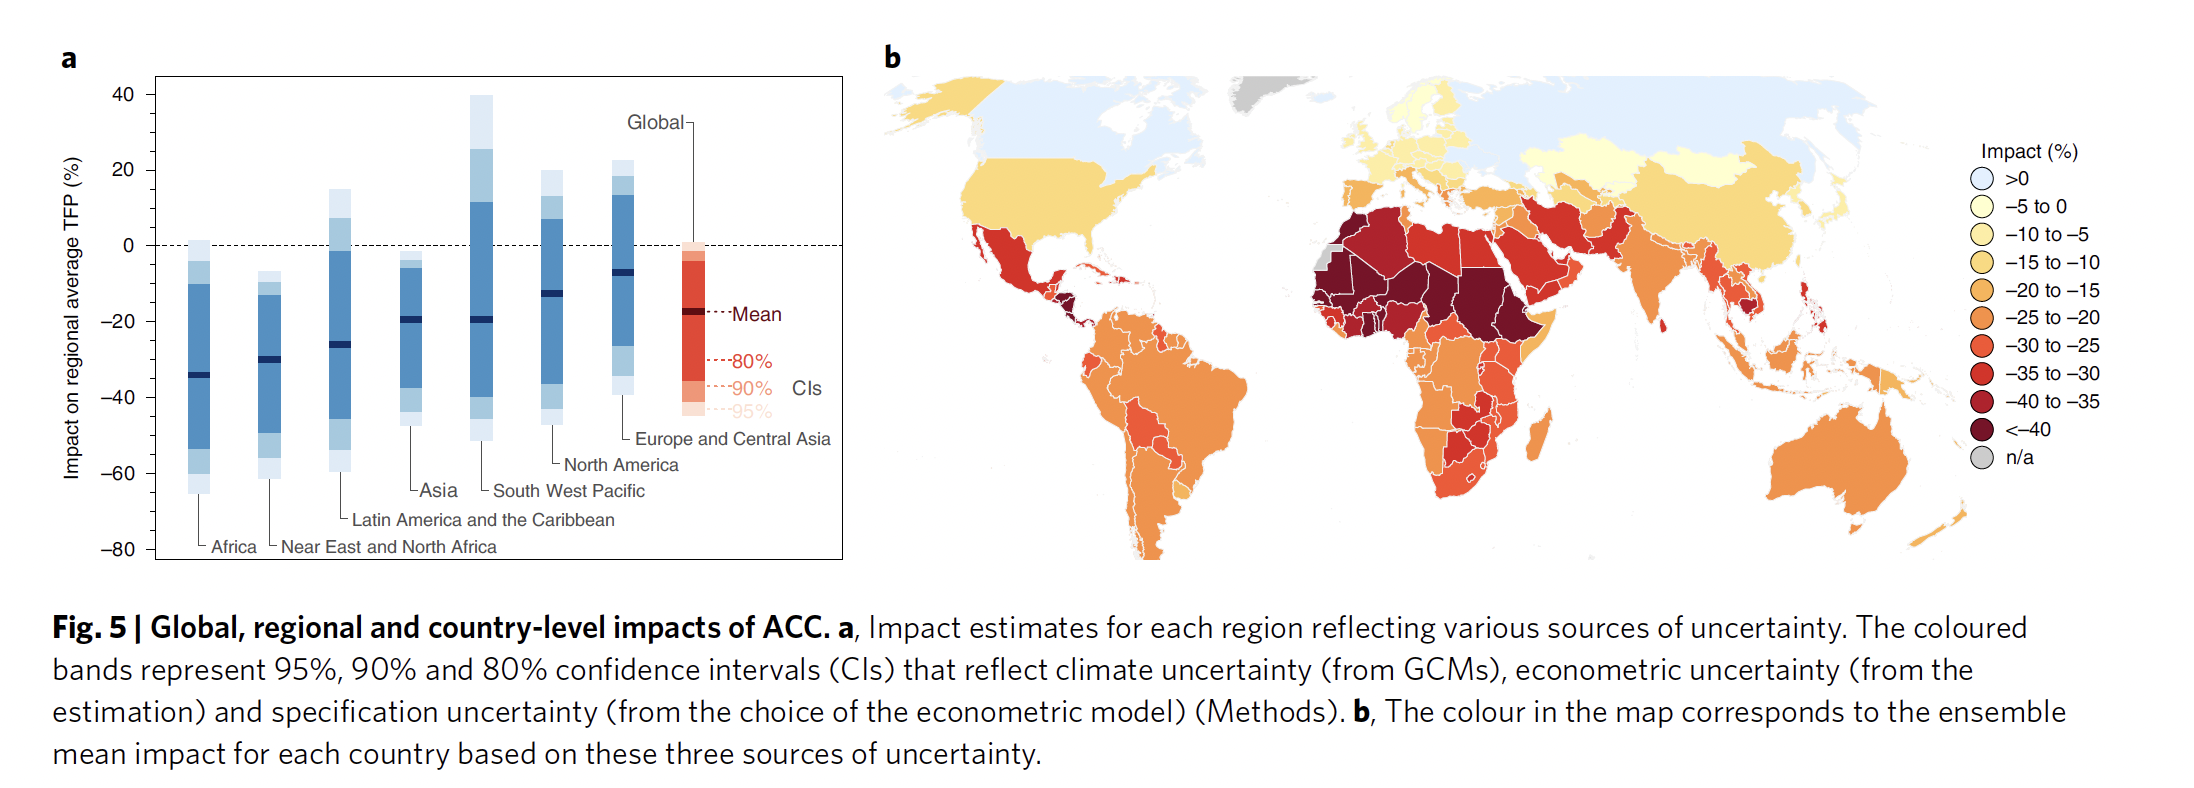 a
b
Impact on regional average TFP (%)
40
20
0
–20
–40
–60
–80
Global
Mean
80%
90%
CIs
95%
Europe and Central Asia
North America
Asia
South West Pacific
Latin America and the Caribbean
Africa
Near East and North Africa
Impact (%)
>0
–5 to 0
–10 to –5
–15 to –10
–20 to –15
–25 to –20
–30 to –25
–35 to –30
–40 to –35
<–40
n/a
Fig. 5 | Global, regional and country-level impacts of ACC. a, Impact estimates for each region reflecting various sources of uncertainty. The coloured
bands represent 95%, 90% and 80% confidence intervals (CIs) that reflect climate uncertainty (from GCMs), econometric uncertainty (from the
estimation) and specification uncertainty (from the choice of the econometric model) (Methods). b, The colour in the map corresponds to the ensemble
mean impact for each country based on these three sources of uncertainty.